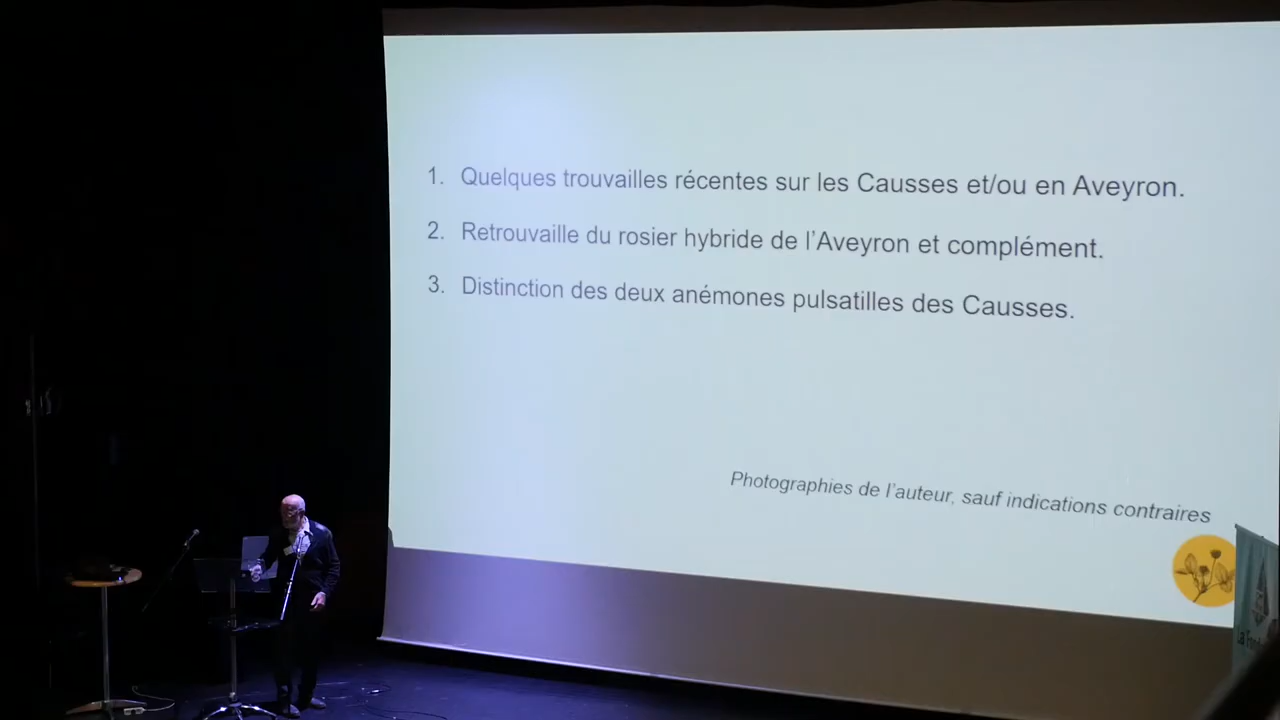 1. Quelques trouvailles récentes sur les Causses et/ou en Aveyron.
2. Retrouvaille du rosier hybride de l'Aveyron et complément.
3. Distinction des deux anémones pulsatilles des Causses.
Photographies de l'auteur, sauf indications contraires